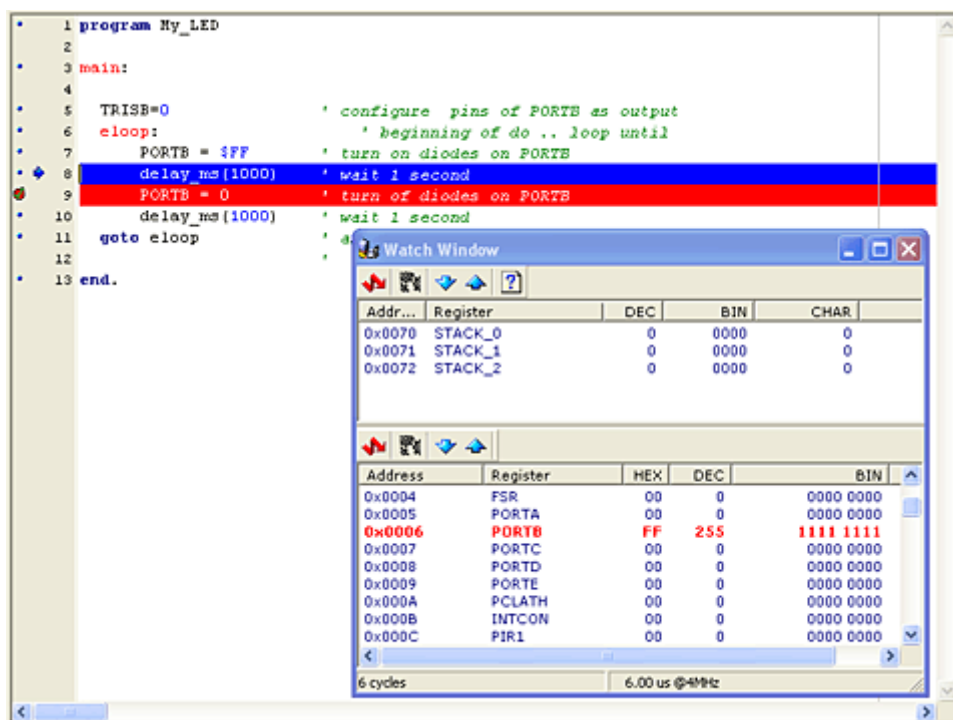 1 program My_LED
2
3 main:
4
5 TRISB=0 ' configure pins of PORTB as output
6 eloop: ' beginning of do .. loop until
7 PORTB = $FF ' turn on diodes on PORTB
8 delay_ms(1000) ' wait 1 second
9 PORTB = 0 ' turn of diodes on PORTB
10 delay_ms(1000) ' wait 1 second
11 goto eloop '
12 '
13 end.
Watch Window
Addr... Register DEC BIN CHAR
0x0070 STACK_0 0 0000 0
0x0071 STACK_1 0 0000 0
0x0072 STACK_2 0 0000 0
Address Register HEX DEC BIN
0x0004 FSR 00 0 0000 0000
0x0005 PORTA 00 0 0000 0000
0x0006 PORTB FF 255 1111 1111
0x0007 PORTC 00 0 0000 0000
0x0008 PORTD 00 0 0000 0000
0x0009 PORTE 00 0 0000 0000
0x000A PCLATH 00 0 0000 0000
0x000B INTCON 00 0 0000 0000
0x000C PIR1 00 0 0000 0000
6 cycles 6.00 us @4MHz